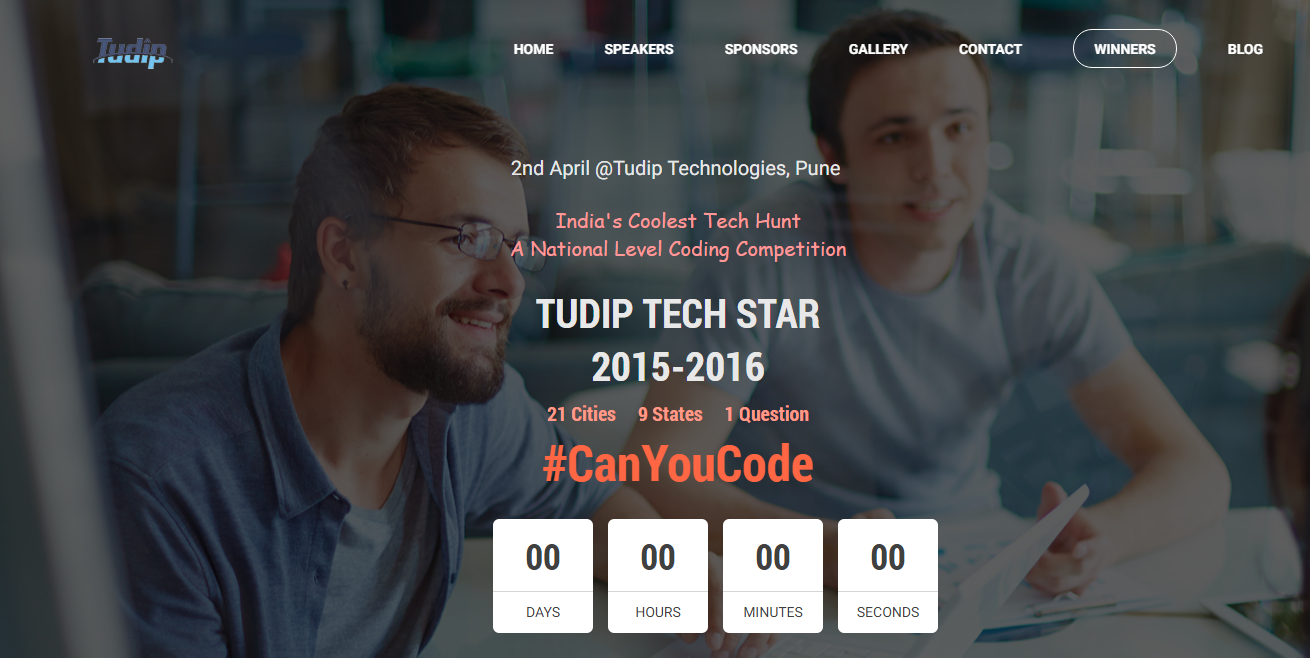 Tudip
HOME SPEAKERS SPONSORS GALLERY CONTACT WINNERS BLOG
2nd April @Tudip Technologies, Pune
India's Coolest Tech Hunt
A National Level Coding Competition
TUDIP TECH STAR
2015-2016
21 Cities 9 States 1 Question
#CanYouCode
00 00 00 00
DAYS HOURS MINUTES SECONDS